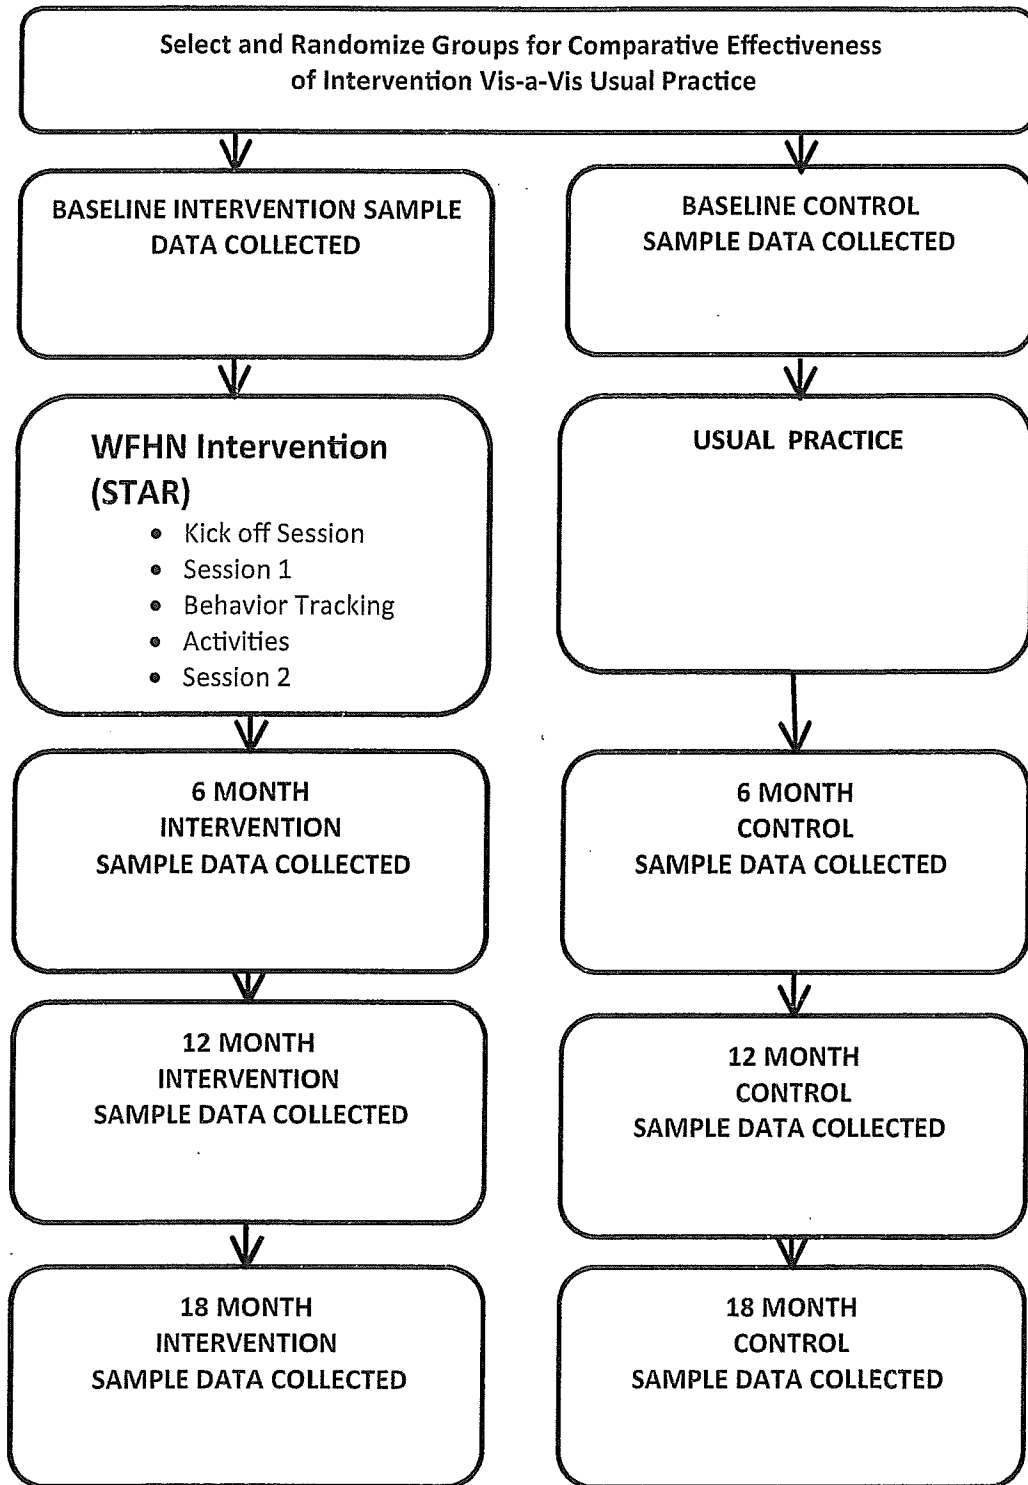 Select and Randomize Groups for Comparative Effectiveness
of Intervention Vis-a-Vis Usual Practice
BASELINE INTERVENTION SAMPLE
DATA COLLECTED
BASELINE CONTROL
SAMPLE DATA COLLECTED
WFHN Intervention
(STAR)
• Kick off Session
• Session 1
• Behavior Tracking
• Activities
• Session 2
USUAL PRACTICE
6 MONTH
INTERVENTION
SAMPLE DATA COLLECTED
6 MONTH
CONTROL
SAMPLE DATA COLLECTED
12 MONTH
INTERVENTION
SAMPLE DATA COLLECTED
12 MONTH
CONTROL
SAMPLE DATA COLLECTED
18 MONTH
INTERVENTION
SAMPLE DATA COLLECTED
18 MONTH
CONTROL
SAMPLE DATA COLLECTED